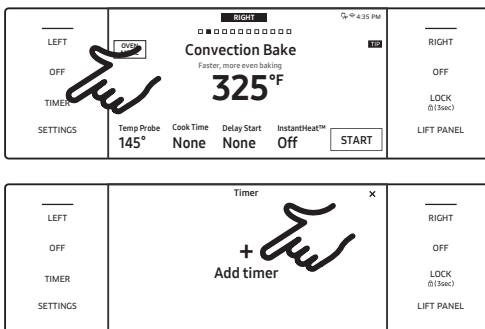 RIGHT
4:35 PM
LEFT
OFF
TIMER
SETTINGS
OVEN
TIP
Convection Bake
Faster, more even baking
325°F
Temp Probe Cook Time Delay Start InstantHeat™
145° None None Off START
RIGHT
OFF
LOCK
(3sec)
LIFT PANEL
Timer ×
LEFT
OFF
TIMER
SETTINGS
+
Add timer
RIGHT
OFF
LOCK
(3sec)
LIFT PANEL